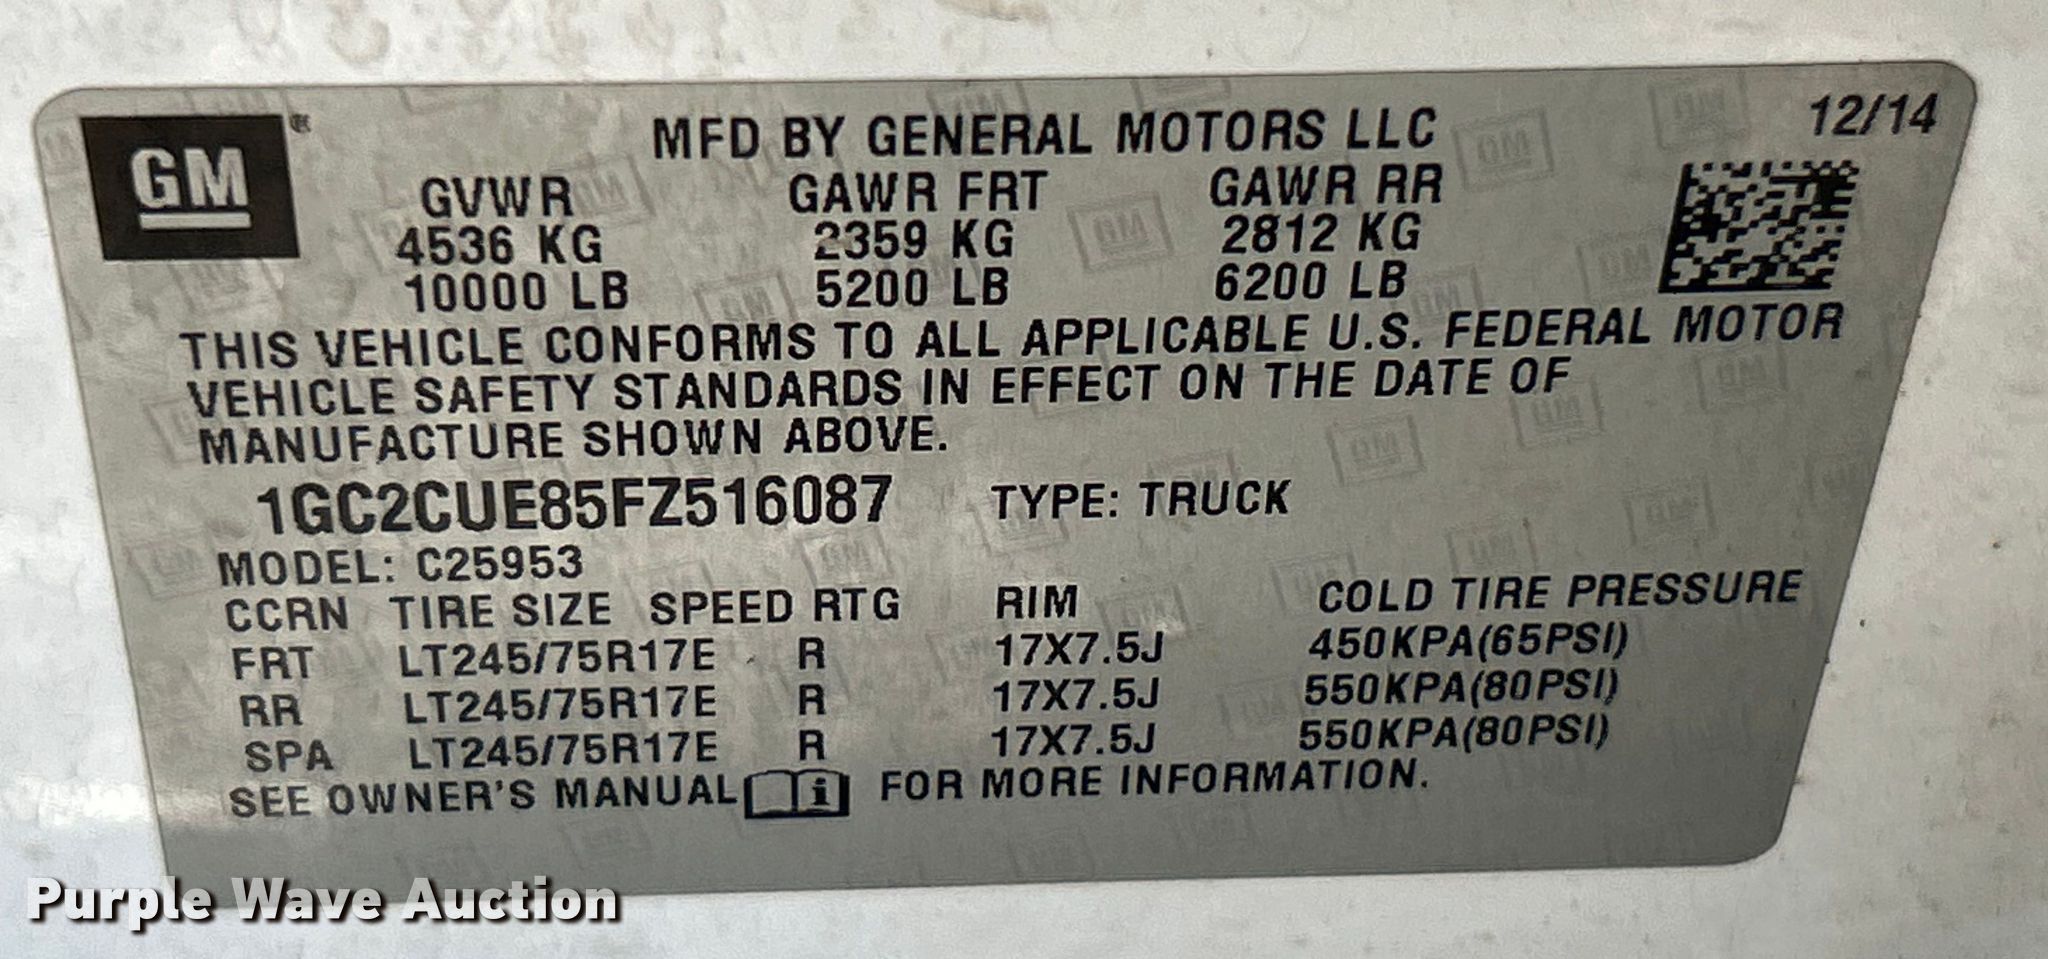 GM®
MFD BY GENERAL MOTORS LLC
12/14
GVWR GAWR FRT GAWR RR
4536 KG 2359 KG 2812 KG
10000 LB 5200 LB 6200 LB
THIS VEHICLE CONFORMS TO ALL APPLICABLE U.S. FEDERAL MOTOR
VEHICLE SAFETY STANDARDS IN EFFECT ON THE DATE OF
MANUFACTURE SHOWN ABOVE.
1GC2CUE85FZ516087 TYPE: TRUCK
MODEL: C25953
CCRN TIRE SIZE SPEED RTG RIM COLD TIRE PRESSURE
FRT LT245/75R17E R 17X7.5J 450KPA(65PSI)
RR LT245/75R17E R 17X7.5J 550KPA(80PSI)
SPA LT245/75R17E R 17X7.5J 550KPA(80PSI)
SEE OWNER'S MANUAL i FOR MORE INFORMATION.
Purple Wave Auction